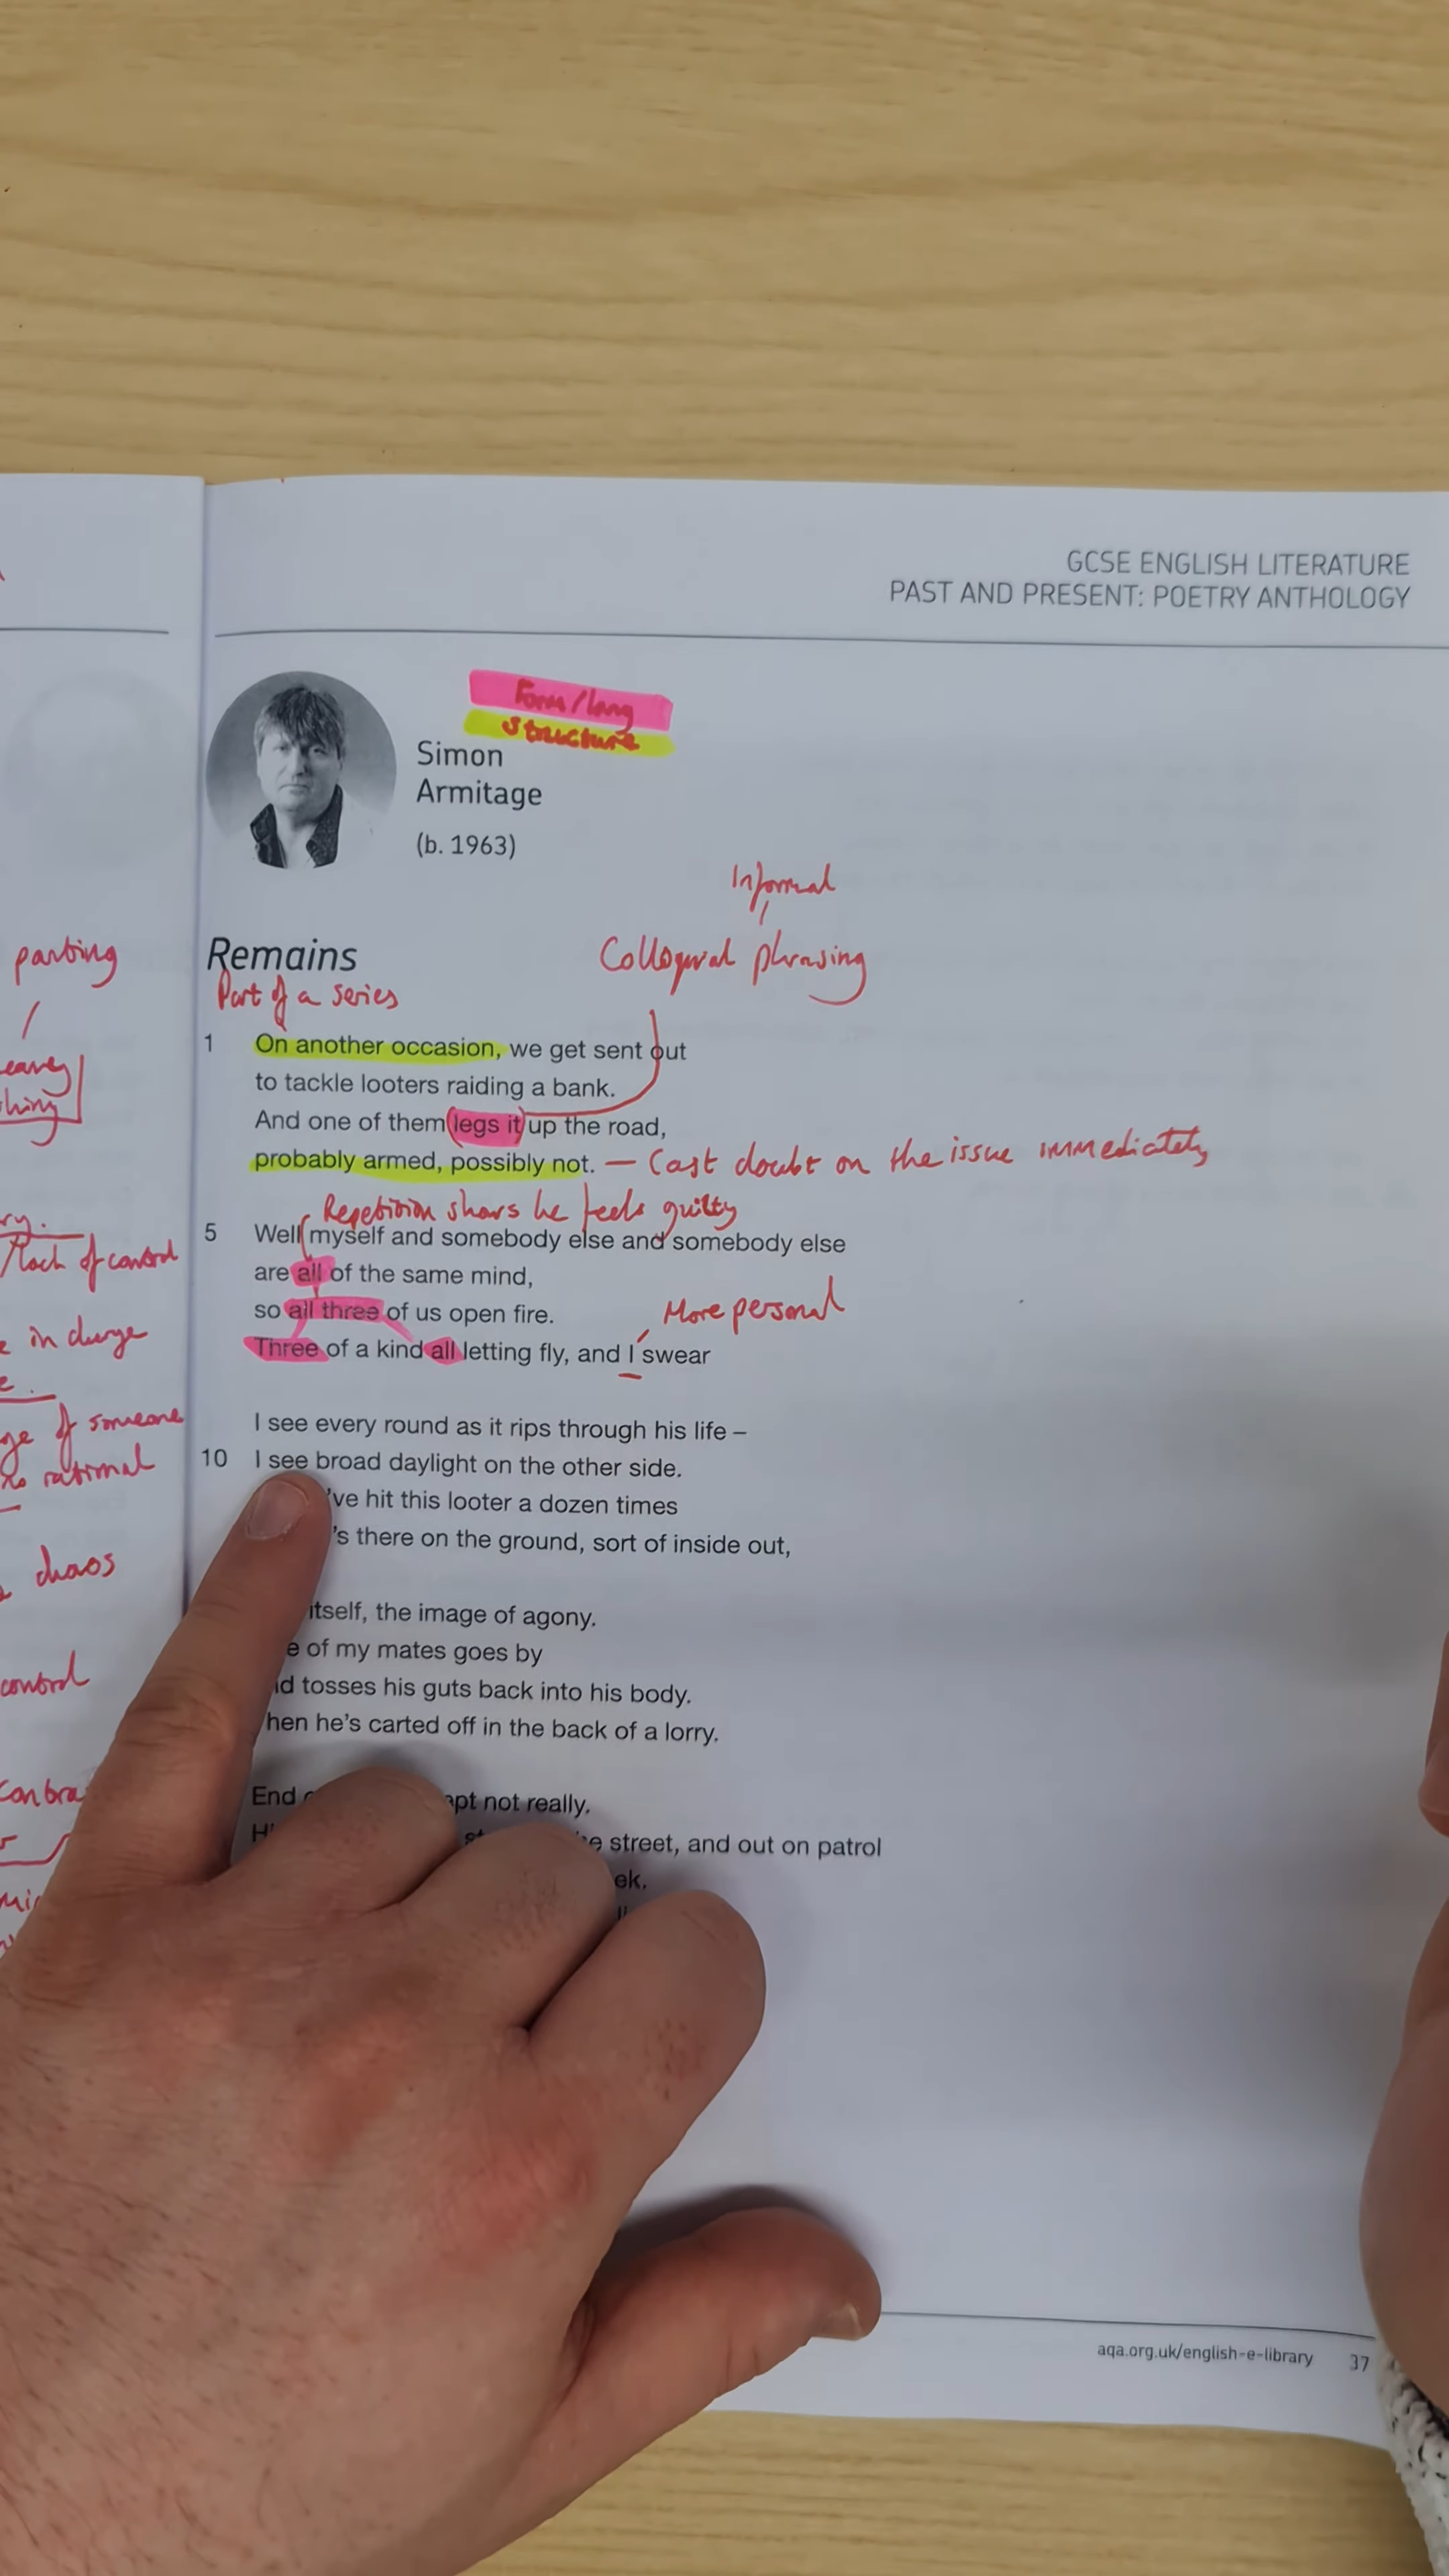 GCSE ENGLISH LITERATURE
PAST AND PRESENT: POETRY ANTHOLOGY
Form/lang
structure
Simon
Armitage
(b. 1963)
Informal
Colloquial phrasing
Remains
Part of a series
1 On another occasion, we get sent out
to tackle looters raiding a bank.
And one of them legs it up the road,
probably armed, possibly not. — Cast doubt on the issue immediately
Repetition shows he feels guilty
5 Well myself and somebody else and somebody else
are all of the same mind,
so all three of us open fire.
More personal
Three of a kind all letting fly, and I swear
I see every round as it rips through his life –
10 I see broad daylight on the other side.
've hit this looter a dozen times
's there on the ground, sort of inside out,
itself, the image of agony.
e of my mates goes by
d tosses his guts back into his body.
hen he's carted off in the back of a lorry.
End pt not really.
street, and out on patrol
ek.
aqa.org.uk/english-e-library 37
parting
control
in charge
of someone
rational
chaos
control